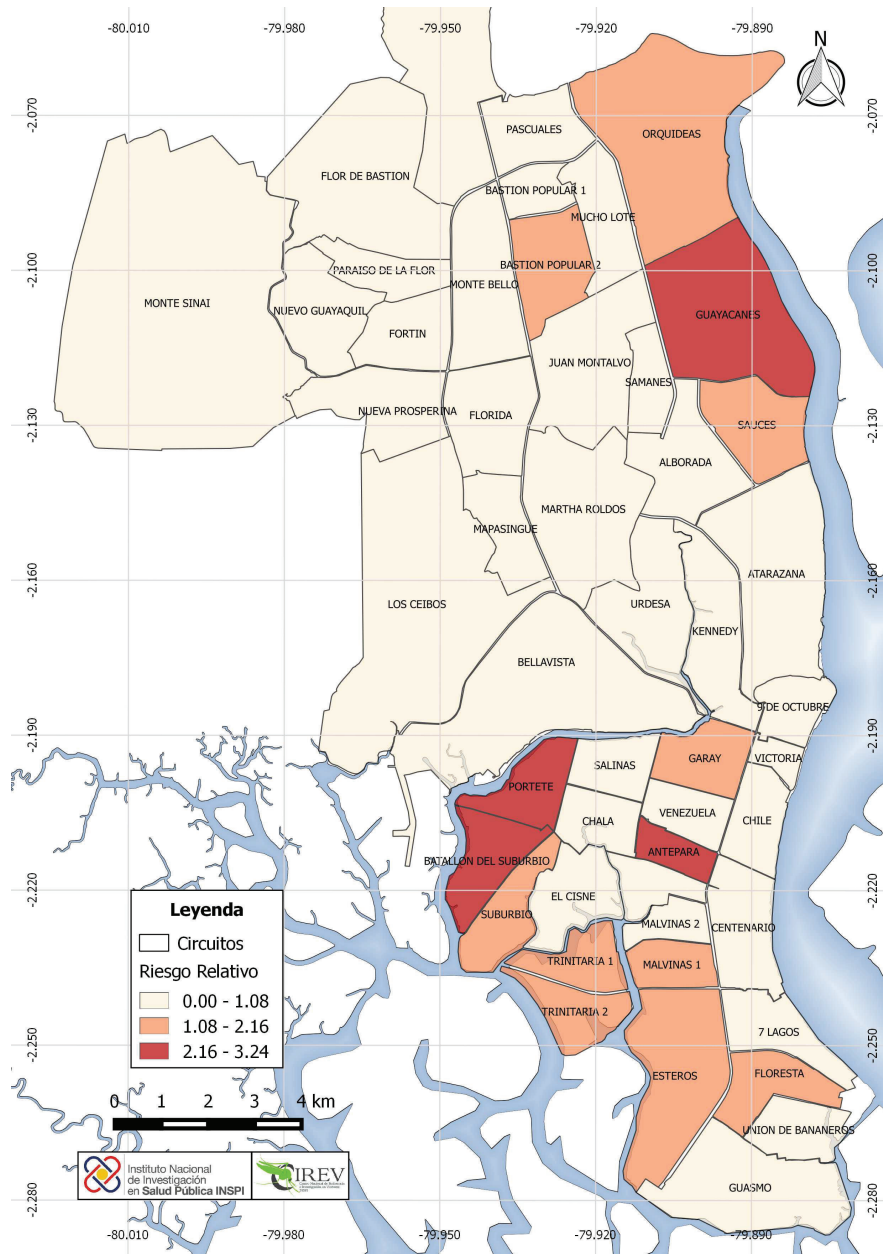 -80.010
-79.980
-79.950
-79.920
-79.890
N
-2.070
-2.070
PASCUALES
ORQUIDEAS
FLOR DE BASTION
BASTION POPULAR 1
MUCHO LOTE
BASTION POPULAR 2
-2.100
-2.100
PARAISO DE LA FLOR
MONTE SINAI
MONTE BELLO
NUEVO GUAYAQUIL
GUAYACANES
FORTIN
JUAN MONTALVO
SAMANES
NUEVA PROSPERINA
FLORIDA
-2.130
SAUCES
-2.130
ALBORADA
MARTHA ROLDOS
MAPASINGUE
ATARAZANA
-2.160
-2.160
LOS CEIBOS
URDESA
KENNEDY
BELLAVISTA
9 DE OCTUBRE
-2.190
-2.190
GARAY
VICTORIA
SALINAS
PORTETE
VENEZUELA
CHALA
CHILE
ANTEPARA
BATALLON DEL SUBURBIO
-2.220
-2.220
EL CISNE
SUBURBIO
MALVINAS 2
CENTENARIO
TRINITARIA 1
MALVINAS 1
TRINITARIA 2
7 LAGOS
-2.250
ESTEROS
FLORESTA
UNION DE BANANEROS
GUASMO
-2.280
-2.250
-2.280
Leyenda
Circuitos
Riesgo Relativo
0.00 - 1.08
1.08 - 2.16
2.16 - 3.24
0 1 2 3 4 km
Instituto Nacional
de Investigación
en Salud Pública INSPI
CIREV
-80.010
-79.980
-79.950
-79.920
-79.890